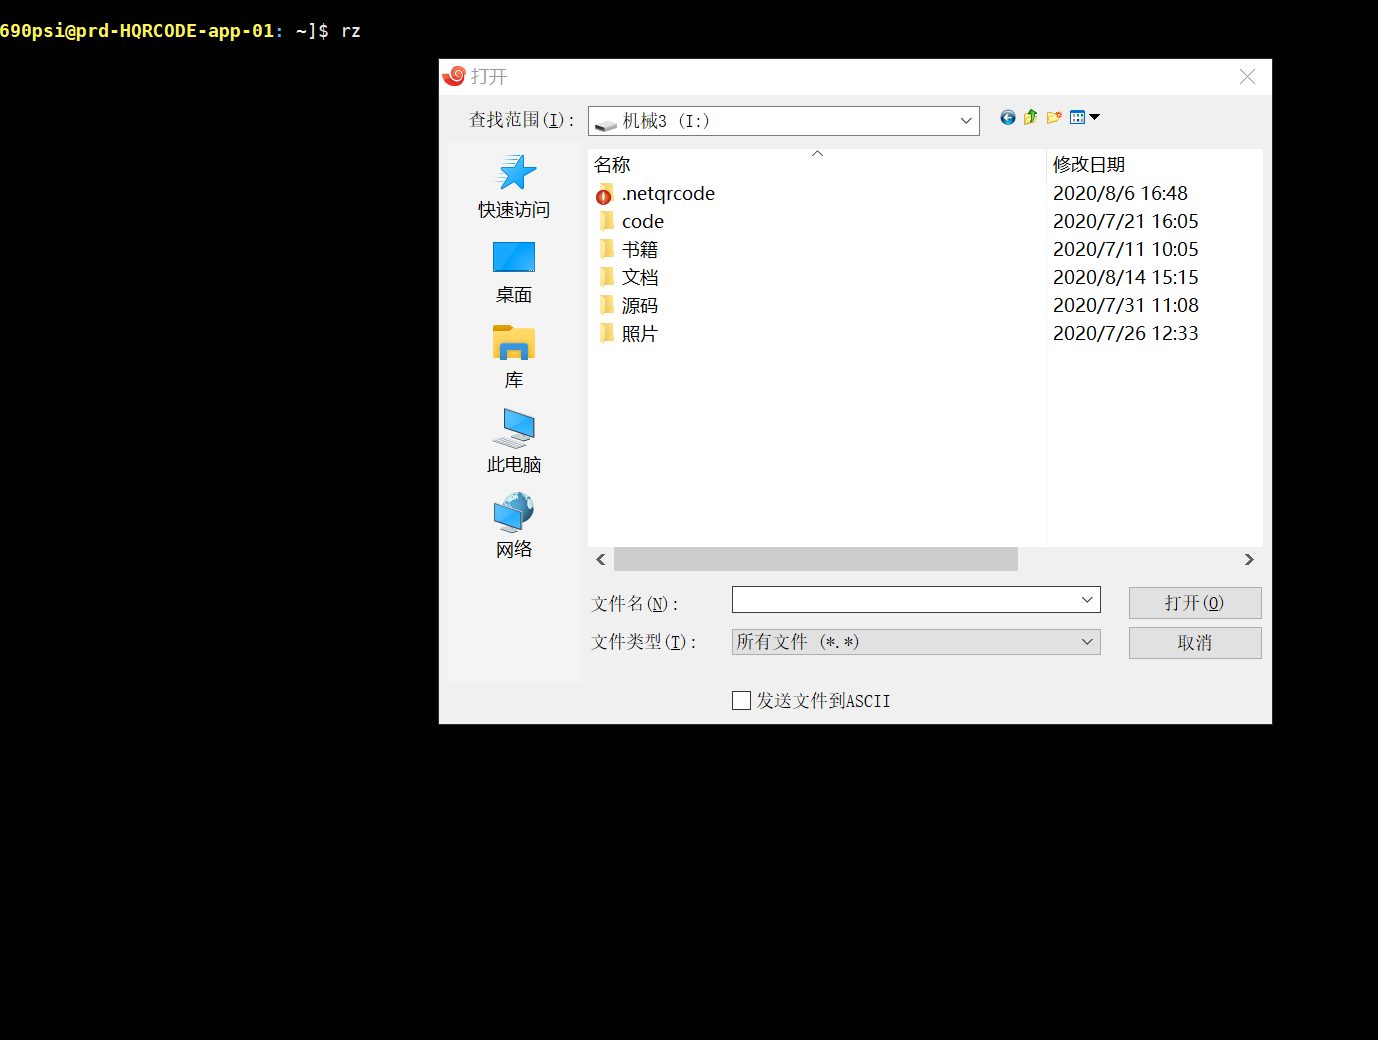 690psi@prd-HQRCODE-app-01: ~]$ rz
打开
查找范围(I): 机械3 (I:)
名称 修改日期
.netqrcode 2020/8/6 16:48
code 2020/7/21 16:05
书籍 2020/7/11 10:05
文档 2020/8/14 15:15
源码 2020/7/31 11:08
照片 2020/7/26 12:33
快速访问
桌面
库
此电脑
网络
文件名(N): 打开(O)
文件类型(T): 所有文件 (*.*) 取消
发送文件到ASCII